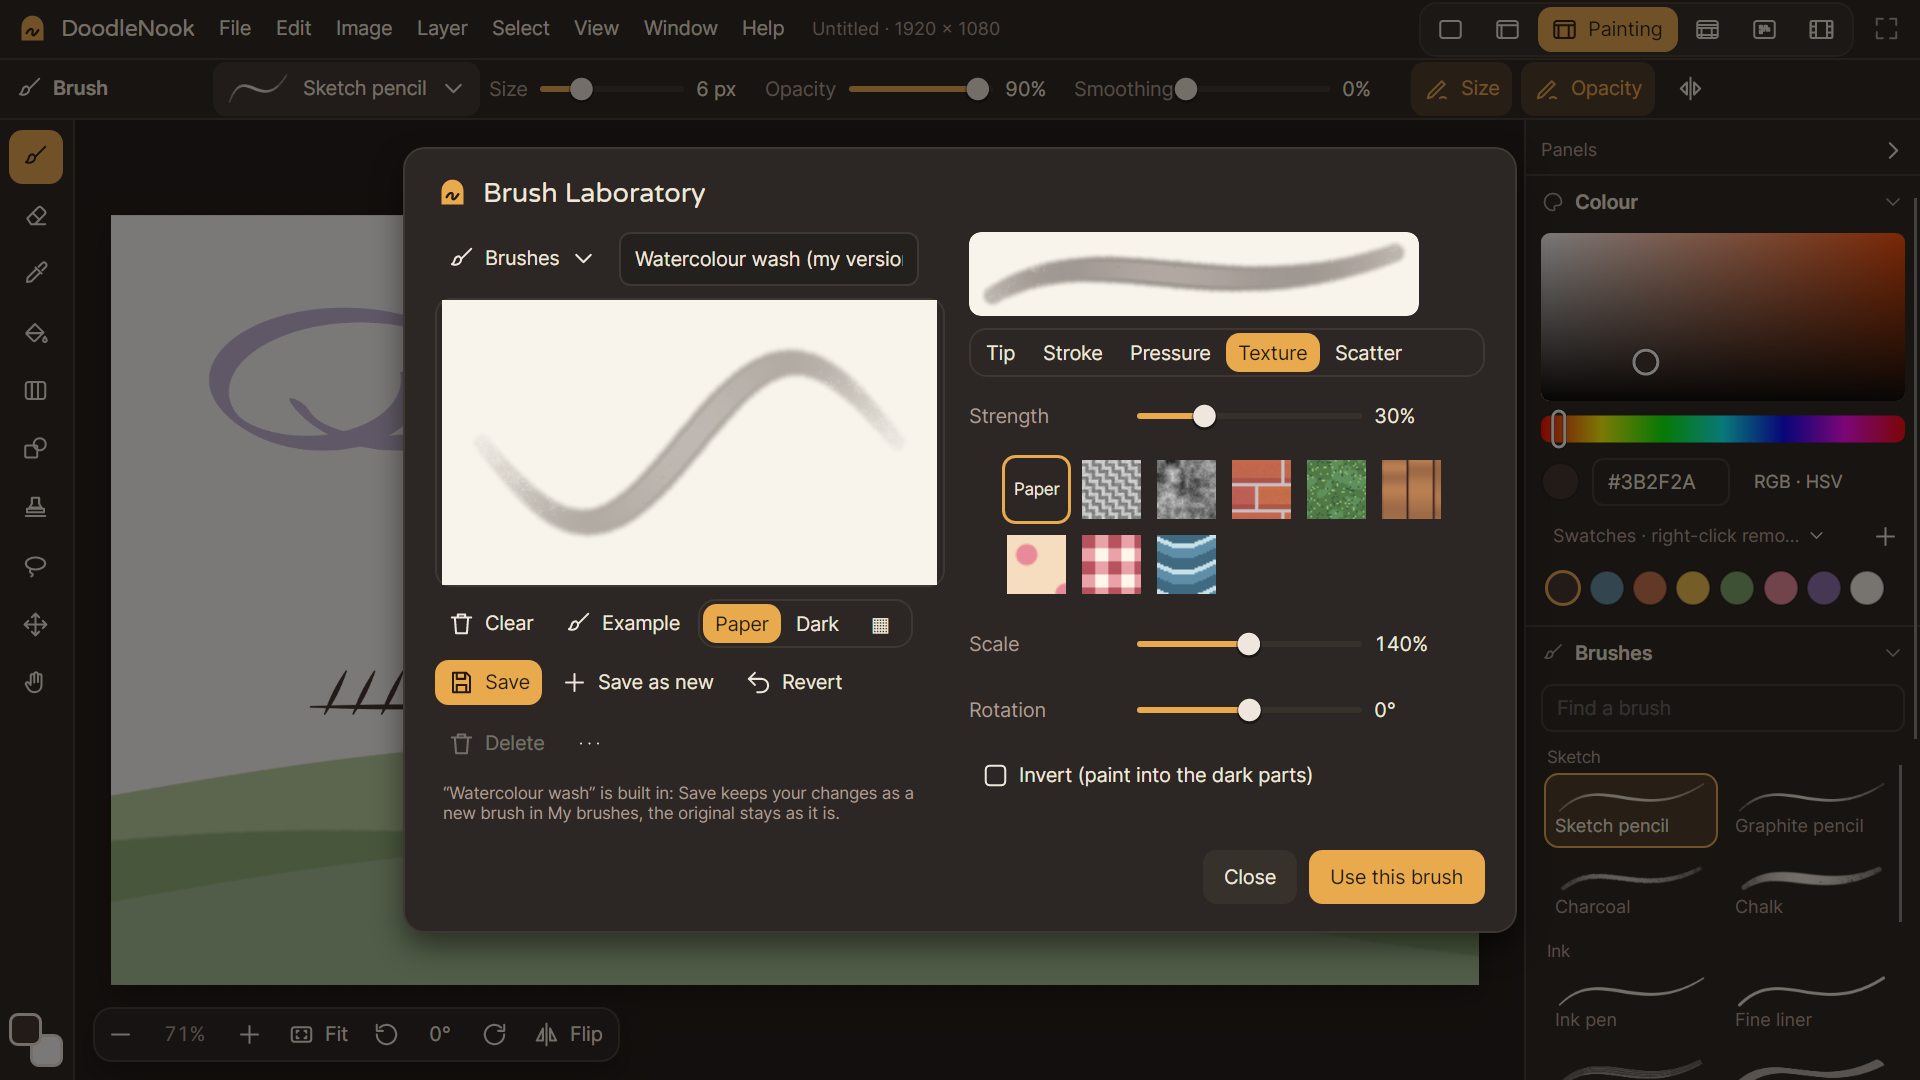 DoodleNook File Edit Image Layer Select View Window Help Untitled · 1920 × 1080 Painting
Brush Sketch pencil Size 6 px Opacity 90% Smoothing 0% Size Opacity
Panels
Colour
#3B2F2A RGB · HSV
Swatches · right-click remo...
Brushes
Find a brush
Sketch
Sketch pencil Graphite pencil
Charcoal Chalk
Ink
Ink pen Fine liner
Brush Laboratory
Brushes Watercolour wash (my versio
Clear Example Paper Dark
Save Save as new Revert
Delete ...
“Watercolour wash” is built in: Save keeps your changes as a
new brush in My brushes, the original stays as it is.
Tip Stroke Pressure Texture Scatter
Strength 30%
Paper
Scale 140%
Rotation 0°
Invert (paint into the dark parts)
Close Use this brush
71% Fit 0° Flip